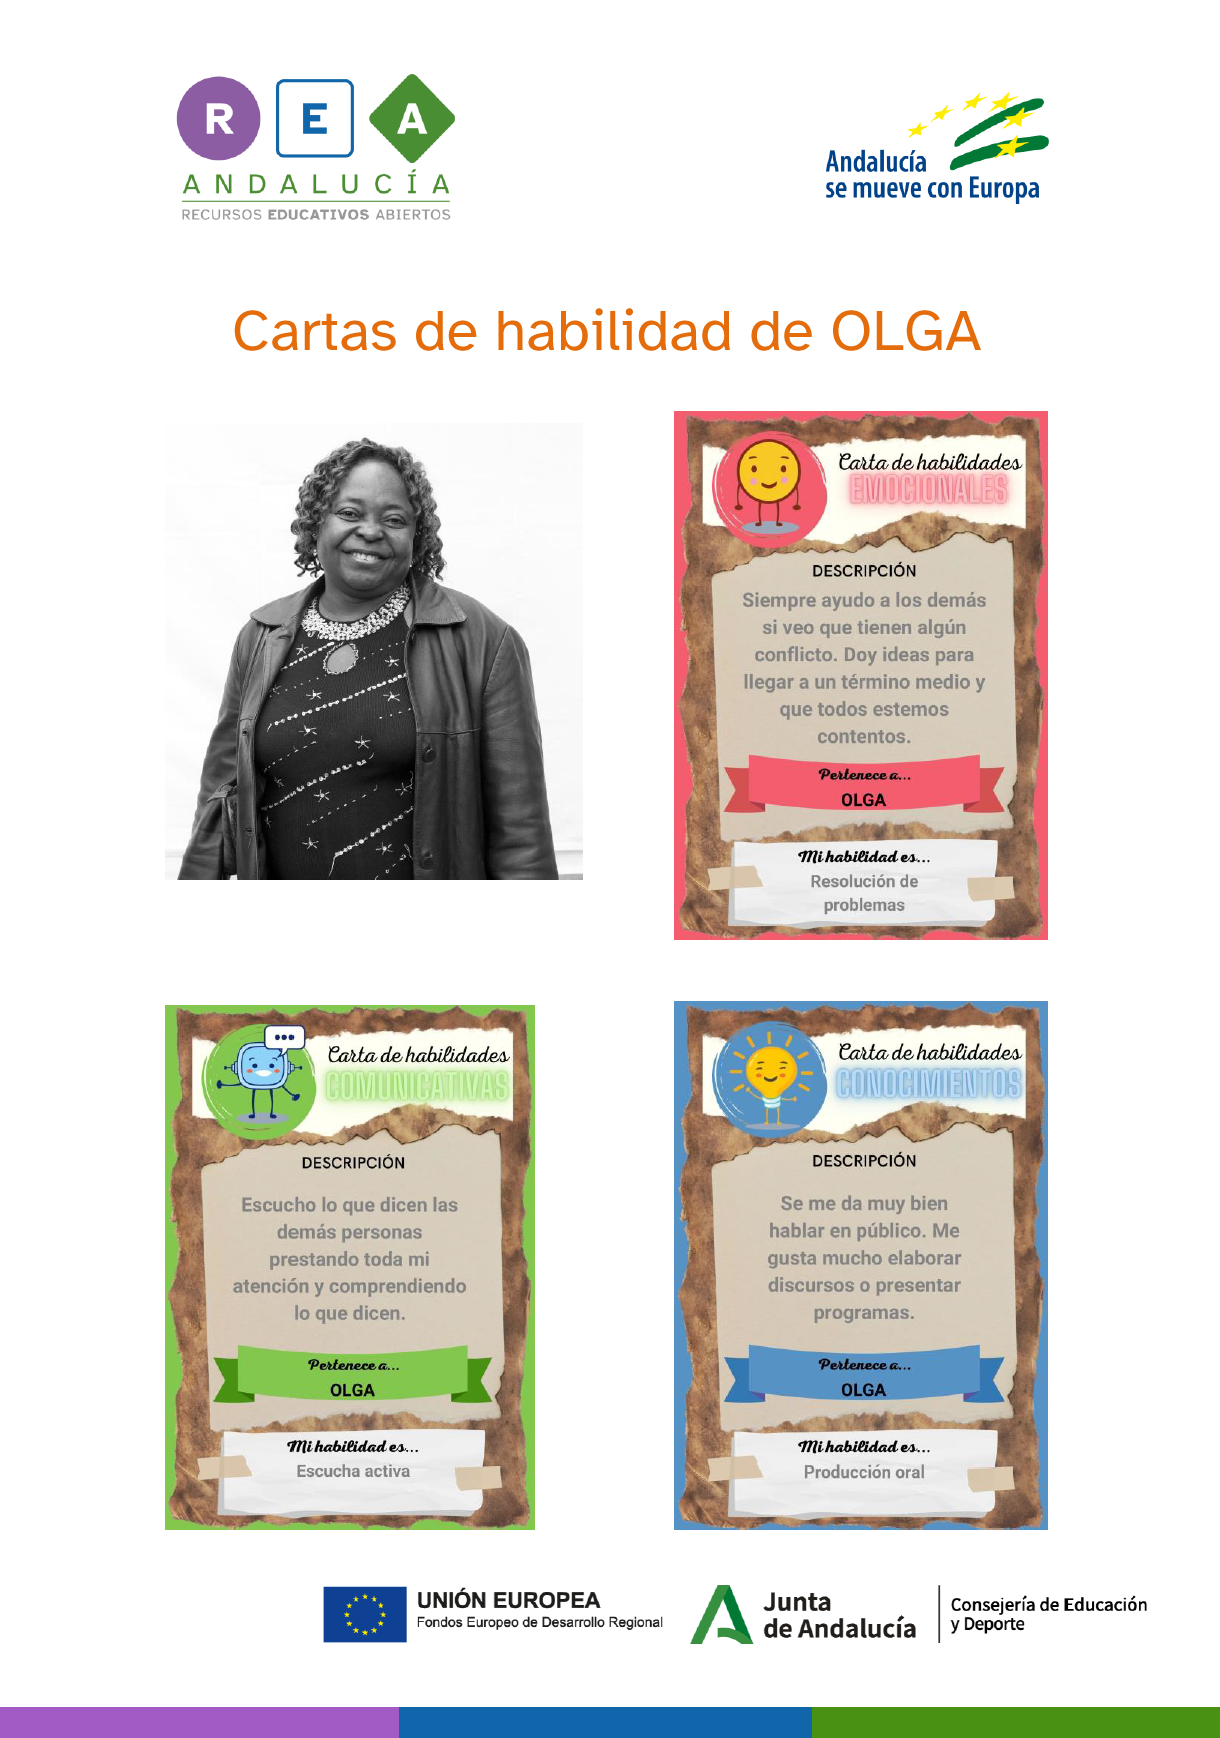 R E A
ANDALUCÍA
RECURSOS EDUCATIVOS ABIERTOS
Andalucía
se mueve con Europa
Cartas de habilidad de OLGA
Carta de habilidades
EMOCIONALES
DESCRIPCIÓN
Siempre ayudo a los demás
si veo que tienen algún
conflicto. Doy ideas para
llegar a un término medio y
que todos estemos
contentos.
Pertenece a...
OLGA
Mi habilidad es...
Resolución de
problemas
Carta de habilidades
COMUNICATIVAS
DESCRIPCIÓN
Escucho lo que dicen las
demás personas
prestando toda mi
atención y comprendiendo
lo que dicen.
Pertenece a...
OLGA
Mi habilidad es...
Escucha activa
Carta de habilidades
CONOCIMIENTOS
DESCRIPCIÓN
Se me da muy bien
hablar en público. Me
gusta mucho elaborar
discursos o presentar
programas.
Pertenece a...
OLGA
Mi habilidad es...
Producción oral
UNIÓN EUROPEA
Fondos Europeo de Desarrollo Regional
Junta
de Andalucía
Consejería de Educación
y Deporte